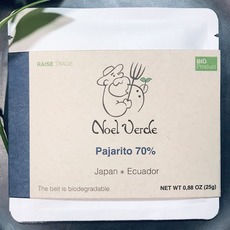 RAISE TRADE
BIO
Product
Noel Verde
Pajarito 70%
Japan • Ecuador
The belt is biodegradable
NET WT 0,88 OZ (25g)